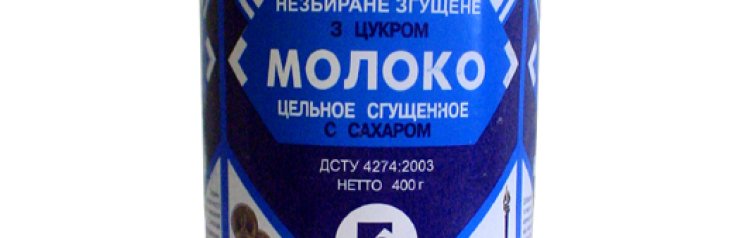 НЕЗБИРАНЕ ЗГУЩЕНЕ
З ЦУКРОМ
МОЛОКО
ЦЕЛЬНОЕ СГУЩЕННОЕ
С САХАРОМ
ДСТУ 4274:2003
НЕТТО 400 г